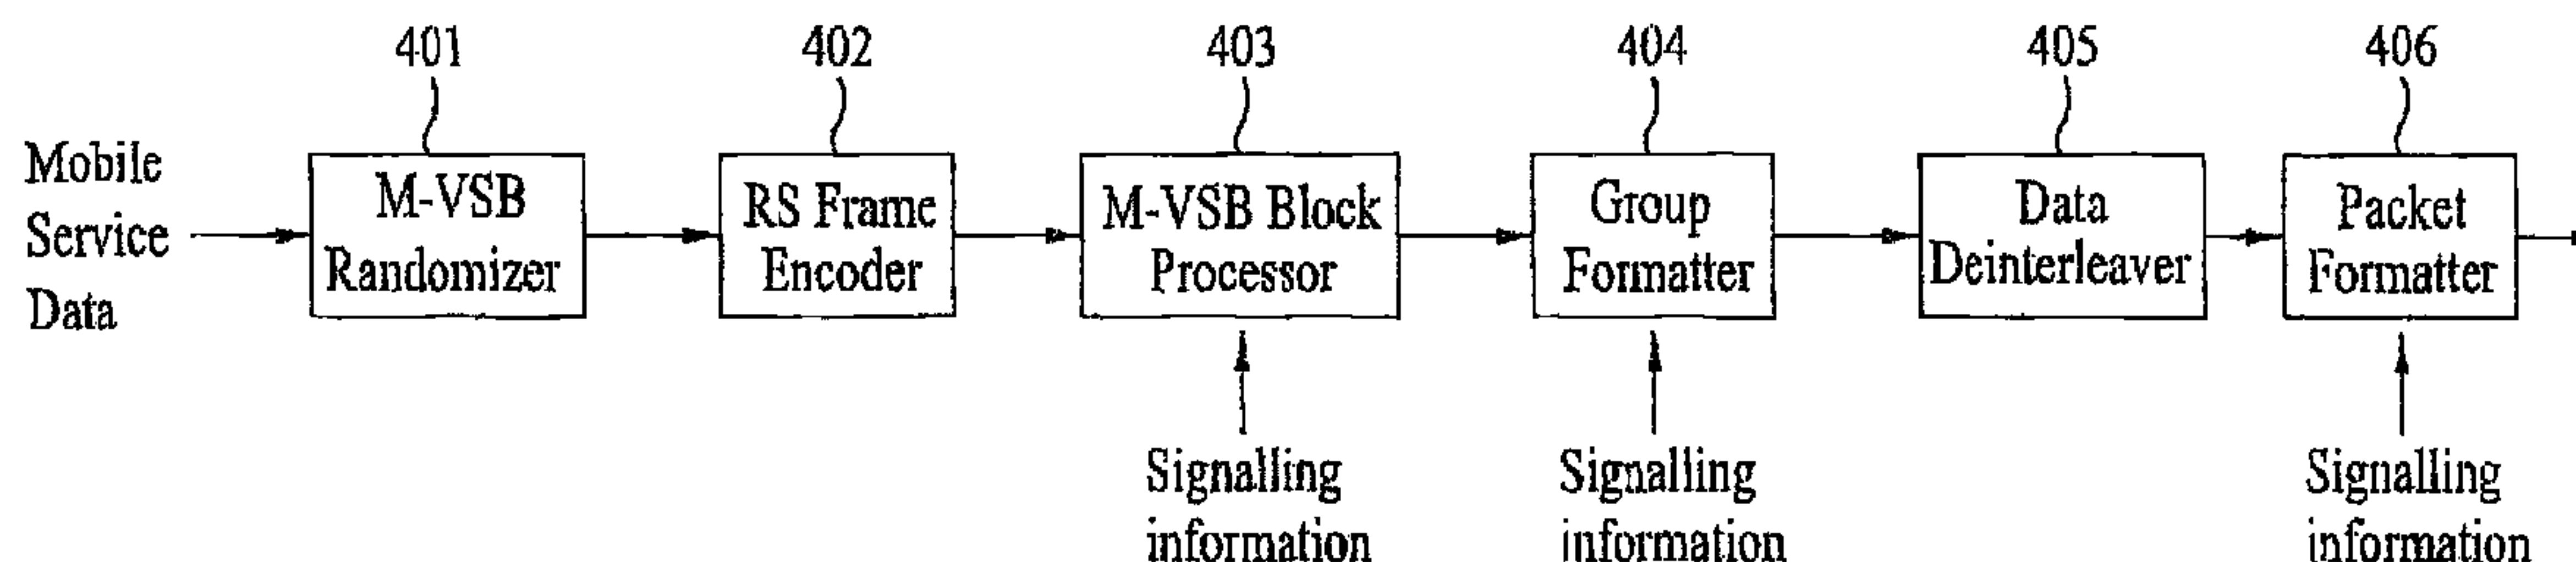 401
402
403
404
405
406
Mobile
Service
Data
M-VSB
Randomizer
RS Frame
Encoder
M-VSB Block
Processor
Group
Formatter
Data
Deinterleaver
Packet
Formatter
Signalling
information
Signalling
information
Signalling
information